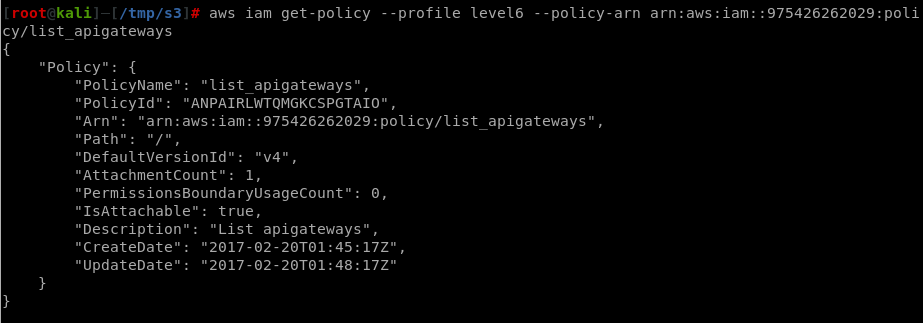 [root@kali]-[/tmp/s3]# aws iam get-policy --profile level6 --policy-arn arn:aws:iam::975426262029:poli
cy/list_apigateways
{
    "Policy": {
        "PolicyName": "list_apigateways",
        "PolicyId": "ANPAIRLWTQMGKCSPGTAIO",
        "Arn": "arn:aws:iam::975426262029:policy/list_apigateways",
        "Path": "/",
        "DefaultVersionId": "v4",
        "AttachmentCount": 1,
        "PermissionsBoundaryUsageCount": 0,
        "IsAttachable": true,
        "Description": "List apigateways",
        "CreateDate": "2017-02-20T01:45:17Z",
        "UpdateDate": "2017-02-20T01:48:17Z"
    }
}